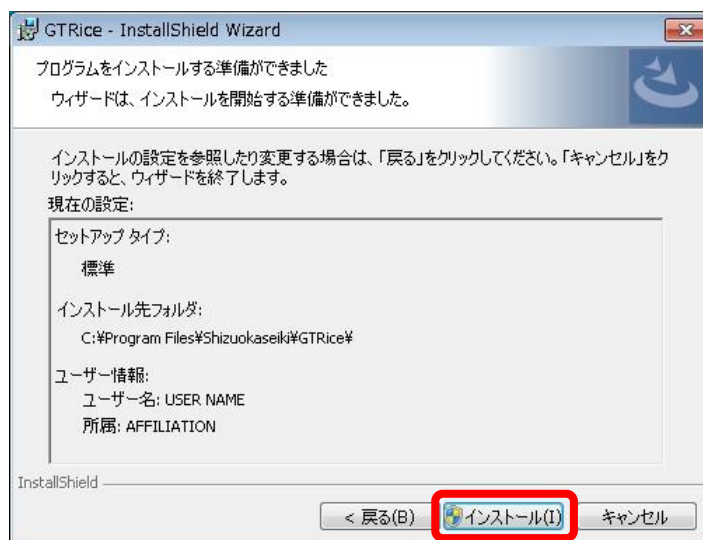 GTRice - InstallShield Wizard
プログラムをインストールする準備ができました
ウィザードは、インストールを開始する準備ができました。
インストールの設定を参照したり変更する場合は、「戻る」をクリックしてください。「キャンセル」をク
リックすると、ウィザードを終了します。
現在の設定:
セットアップ タイプ:
標準
インストール先フォルダ:
C:¥Program Files¥Shizuokaseiki¥GTRice¥
ユーザー情報:
ユーザー名: USER NAME
所属: AFFILIATION
InstallShield
< 戻る(B)
インストール(I)
キャンセル